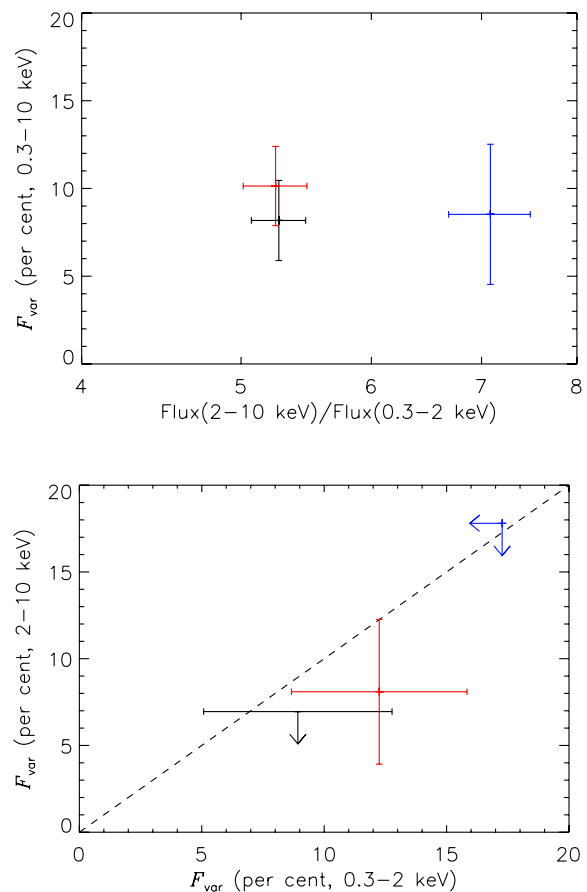 20
15
10
5
0
F_var (per cent, 0.3−10 keV)
4 5 6 7 8
Flux(2−10 keV)/Flux(0.3−2 keV)
20
15
10
5
0
F_var (per cent, 2−10 keV)
0 5 10 15 20
F_var (per cent, 0.3−2 keV)